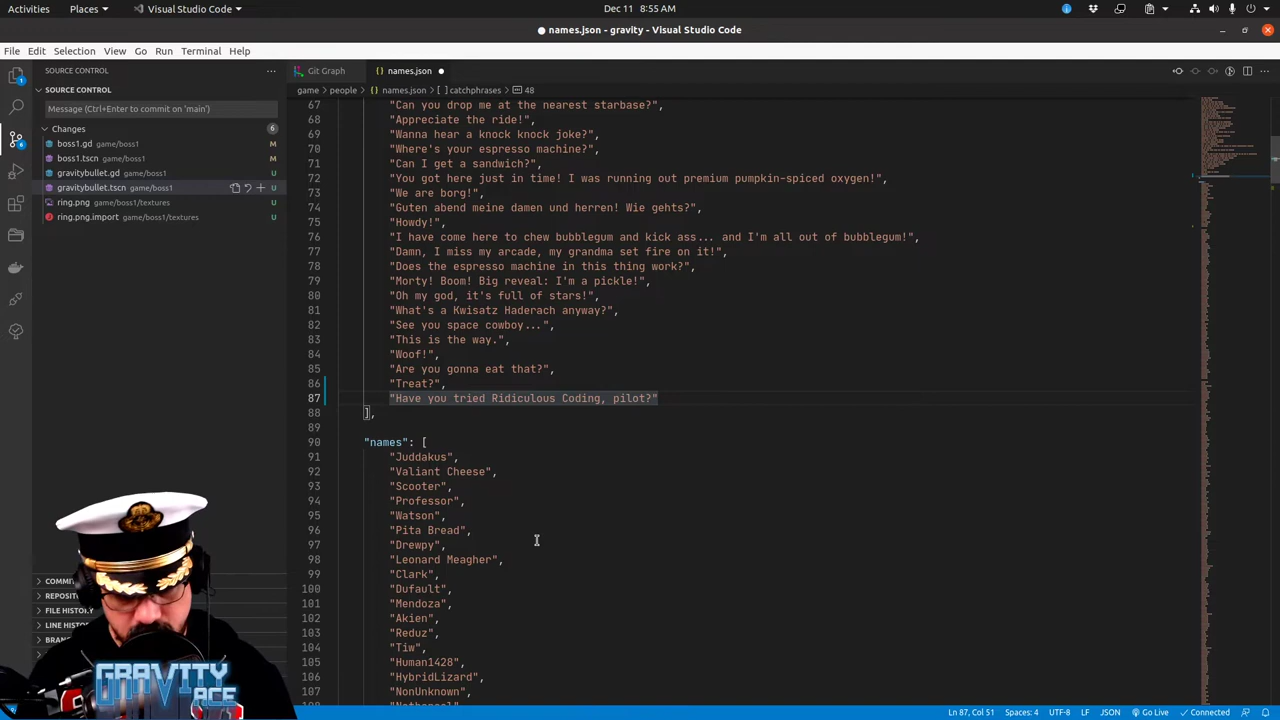 Activities Places Visual Studio Code Dec 11 8:55 AM
names.json - gravity - Visual Studio Code
File Edit Selection View Go Run Terminal Help
SOURCE CONTROL
Git Graph
names.json
SOURCE CONTROL
game > people > names.json > [ ] catchphrases > 48
Message (Ctrl+Enter to commit on 'main')
Changes 6
boss1.gd game/boss1 M
boss1.tscn game/boss1 M
gravitybullet.gd game/boss1 U
gravitybullet.tscn game/boss1 U
ring.png game/boss1/textures U
ring.png.import game/boss1/textures U
67 "Can you drop me at the nearest starbase?",
68 "Appreciate the ride!",
69 "Wanna hear a knock knock joke?",
70 "Where's your espresso machine?",
71 "Can I get a sandwich?",
72 "You got here just in time! I was running out premium pumpkin-spiced oxygen!",
73 "We are borg!",
74 "Guten abend meine damen und herren! Wie gehts?",
75 "Howdy!",
76 "I have come here to chew bubblegum and kick ass... and I'm all out of bubblegum!",
77 "Damn, I miss my arcade, my grandma set fire on it!",
78 "Does the espresso machine in this thing work?",
79 "Morty! Boom! Big reveal: I'm a pickle!",
80 "Oh my god, it's full of stars!",
81 "What's a Kwisatz Haderach anyway?",
82 "See you space cowboy...",
83 "This is the way.",
84 "Woof!",
85 "Are you gonna eat that?",
86 "Treat?",
87 "Have you tried Ridiculous Coding, pilot?"
88 ],
89
90 "names": [
91 "Juddakus",
92 "Valiant Cheese",
93 "Scooter",
94 "Professor",
95 "Watson",
96 "Pita Bread",
97 "Drewpy",
98 "Leonard Meagher",
99 "Clark",
100 "Dufault",
101 "Mendoza",
102 "Akien",
103 "Reduz",
104 "Tiw",
105 "Human1428",
106 "HybridLizard",
107 "NonUnknown",
COMM
REPOSIT
FILE HISTORY
LINE HISTO
BRAN
GRAVITY
ACE
Ln 87, Col 51 Spaces: 4 UTF-8 LF JSON Go Live Connected